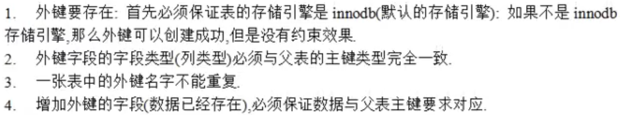 1. 外键要存在: 首先必须保证表的存储引擎是 innodb(默认的存储引擎): 如果不是 innodb
存储引擎,那么外键可以创建成功,但是没有约束效果.
2. 外键字段的字段类型(列类型)必须与父表的主键类型完全一致.
3. 一张表中的外键名字不能重复.
4. 增加外键的字段(数据已经存在),必须保证数据与父表主键要求对应.